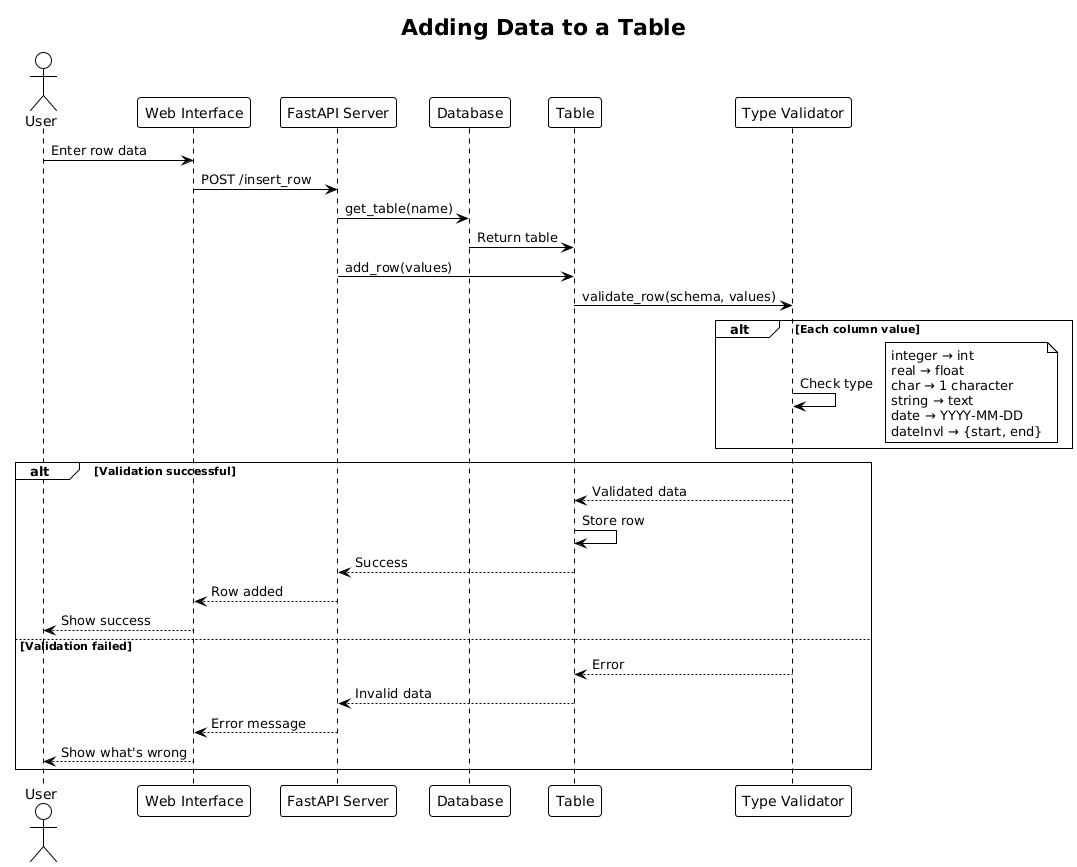 Adding Data to a Table
User
Web Interface
FastAPI Server
Database
Table
Type Validator
Enter row data
POST /insert_row
get_table(name)
Return table
add_row(values)
validate_row(schema, values)
alt
[Each column value]
Check type
integer → int
real → float
char → 1 character
string → text
date → YYYY-MM-DD
dateInvl → {start, end}
alt
[Validation successful]
Validated data
Store row
Success
Row added
Show success
[Validation failed]
Error
Invalid data
Error message
Show what's wrong
User
Web Interface
FastAPI Server
Database
Table
Type Validator